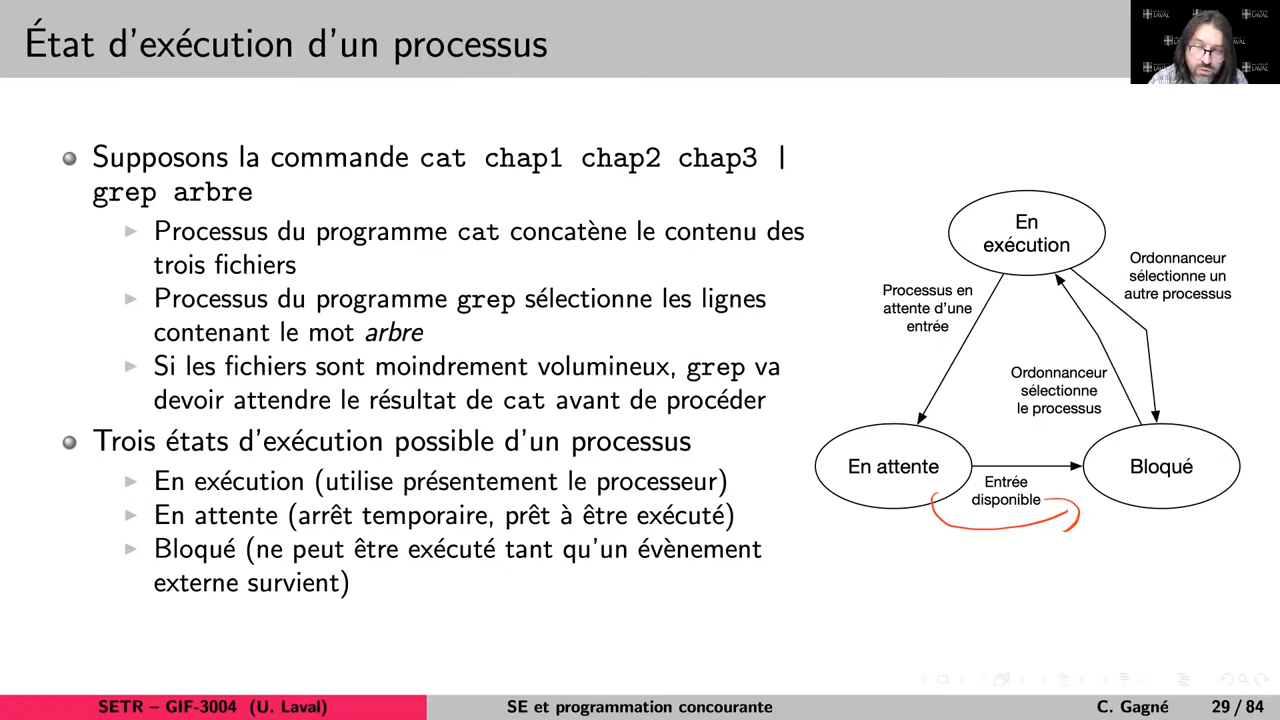 État d'exécution d'un processus
Supposons la commande cat chap1 chap2 chap3 |
grep arbre
Processus du programme cat concatène le contenu des
trois fichiers
Processus du programme grep sélectionne les lignes
contenant le mot arbre
Si les fichiers sont moindrement volumineux, grep va
devoir attendre le résultat de cat avant de procéder
Trois états d'exécution possible d'un processus
En exécution (utilise présentement le processeur)
En attente (arrêt temporaire, prêt à être exécuté)
Bloqué (ne peut être exécuté tant qu'un évènement
externe survient)
En
exécution
Ordonnanceur
sélectionne un
autre processus
Processus en
attente d'une
entrée
Ordonnanceur
sélectionne
le processus
En attente
Entrée
disponible
Bloqué
SETR – GIF-3004 (U. Laval)
SE et programmation concourante
C. Gagné
29 / 84